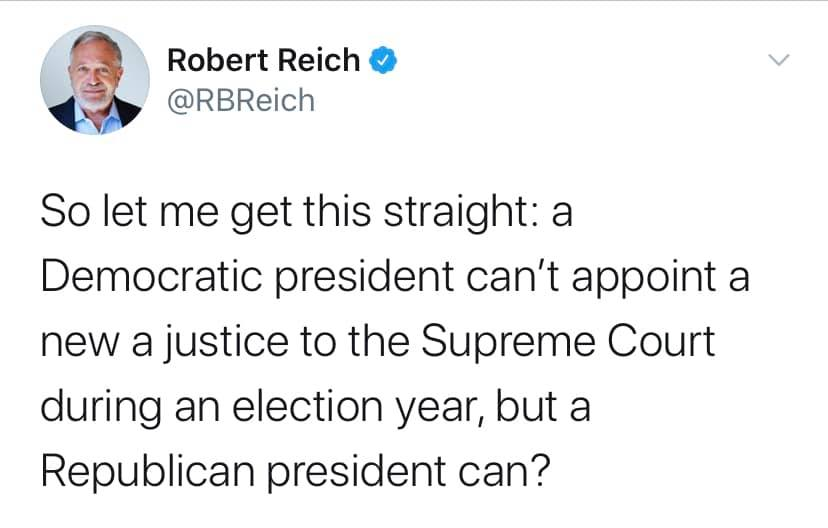 Robert Reich
@RBReich
So let me get this straight: a
Democratic president can't appoint a
new a justice to the Supreme Court
during an election year, but a
Republican president can?